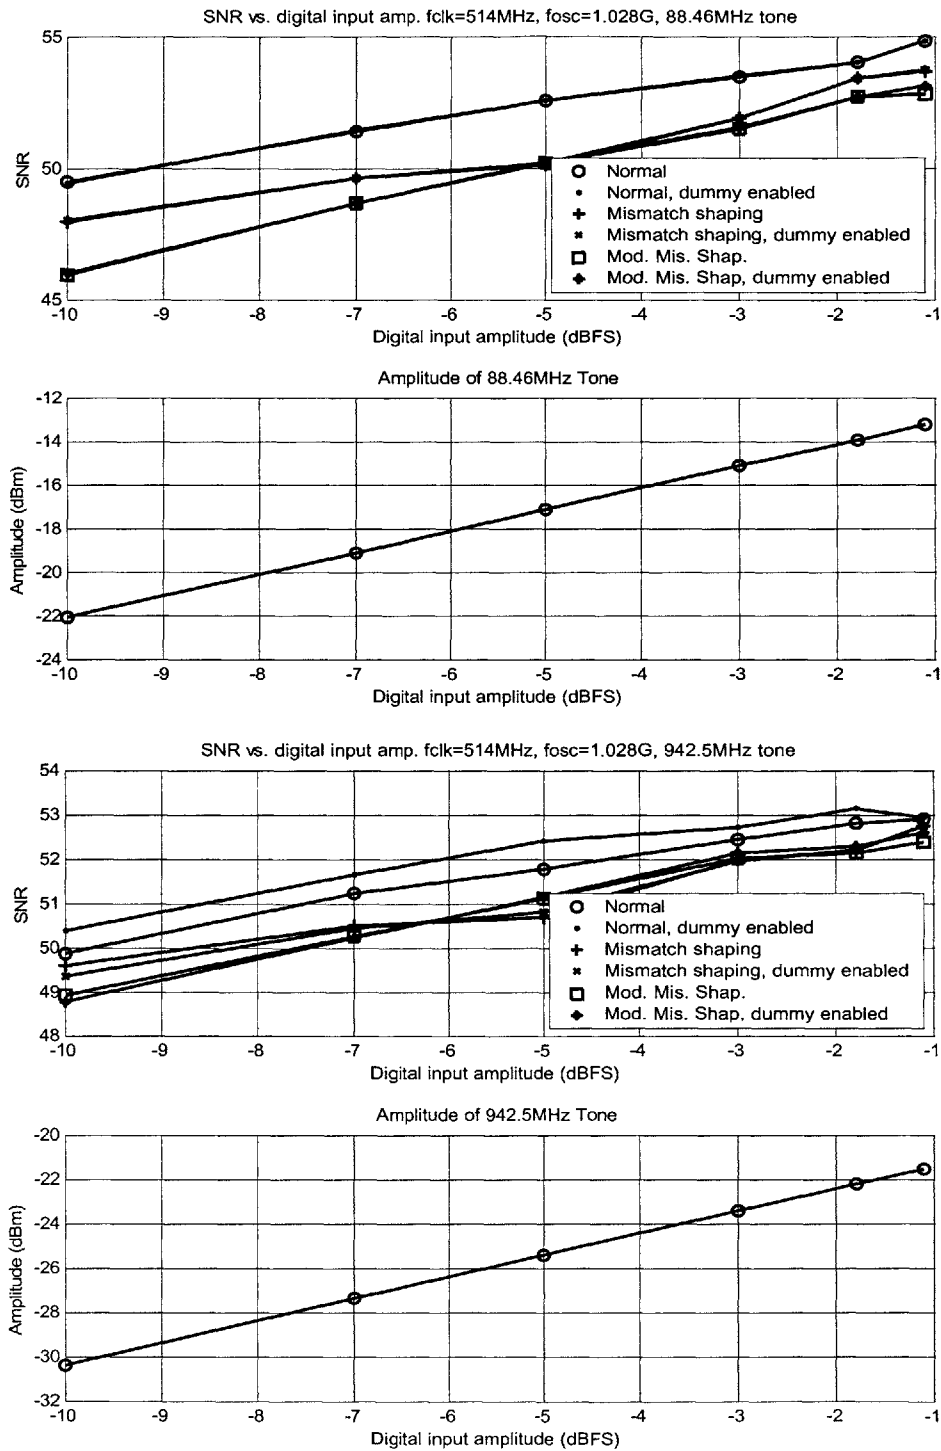 SNR vs. digital input amp. fclk=514MHz, fosc=1.028G, 88.46MHz tone
55
50
45
SNR
Normal
Normal, dummy enabled
Mismatch shaping
Mismatch shaping, dummy enabled
Mod. Mis. Shap.
Mod. Mis. Shap, dummy enabled
-10 -9 -8 -7 -6 -5 -4 -3 -2 -1
Digital input amplitude (dBFS)
Amplitude of 88.46MHz Tone
-12
-14
-16
-18
-20
-22
-24
Amplitude (dBm)
-10 -9 -8 -7 -6 -5 -4 -3 -2 -1
Digital input amplitude (dBFS)
SNR vs. digital input amp. fclk=514MHz, fosc=1.028G, 942.5MHz tone
54
53
52
51
50
49
48
SNR
Normal
Normal, dummy enabled
Mismatch shaping
Mismatch shaping, dummy enabled
Mod. Mis. Shap.
Mod. Mis. Shap, dummy enabled
-10 -9 -8 -7 -6 -5 -4 -3 -2 -1
Digital input amplitude (dBFS)
Amplitude of 942.5MHz Tone
-20
-22
-24
-26
-28
-30
-32
Amplitude (dBm)
-10 -9 -8 -7 -6 -5 -4 -3 -2 -1
Digital input amplitude (dBFS)